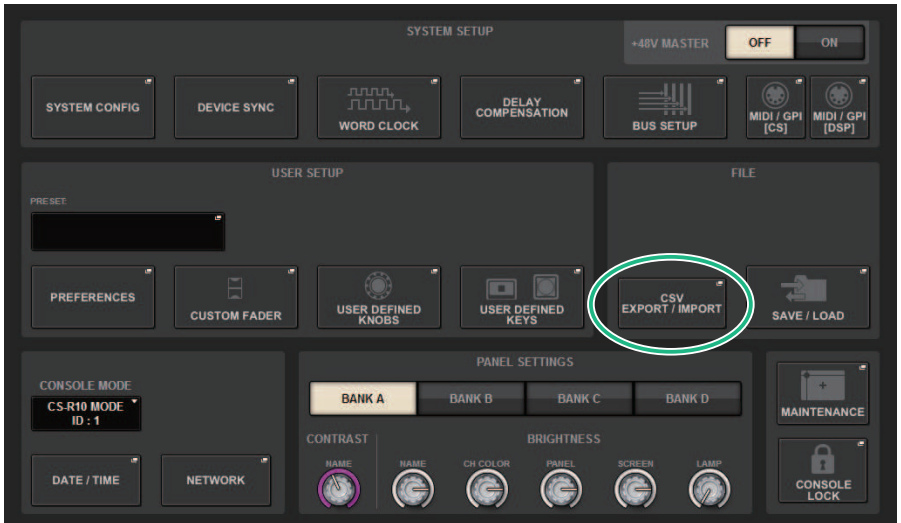 SYSTEM SETUP
+48V MASTER
OFF
ON
SYSTEM CONFIG
DEVICE SYNC
WORD CLOCK
DELAY
COMPENSATION
BUS SETUP
MIDI / GPI
[CS]
MIDI / GPI
[DSP]
USER SETUP
PRESET
PREFERENCES
CUSTOM FADER
USER DEFINED
KNOBS
USER DEFINED
KEYS
FILE
CSV
EXPORT / IMPORT
SAVE / LOAD
CONSOLE MODE
CS-R10 MODE
ID : 1
DATE / TIME
NETWORK
PANEL SETTINGS
BANK A
BANK B
BANK C
BANK D
CONTRAST
BRIGHTNESS
NAME
NAME
CH COLOR
PANEL
SCREEN
LAMP
MAINTENANCE
CONSOLE
LOCK